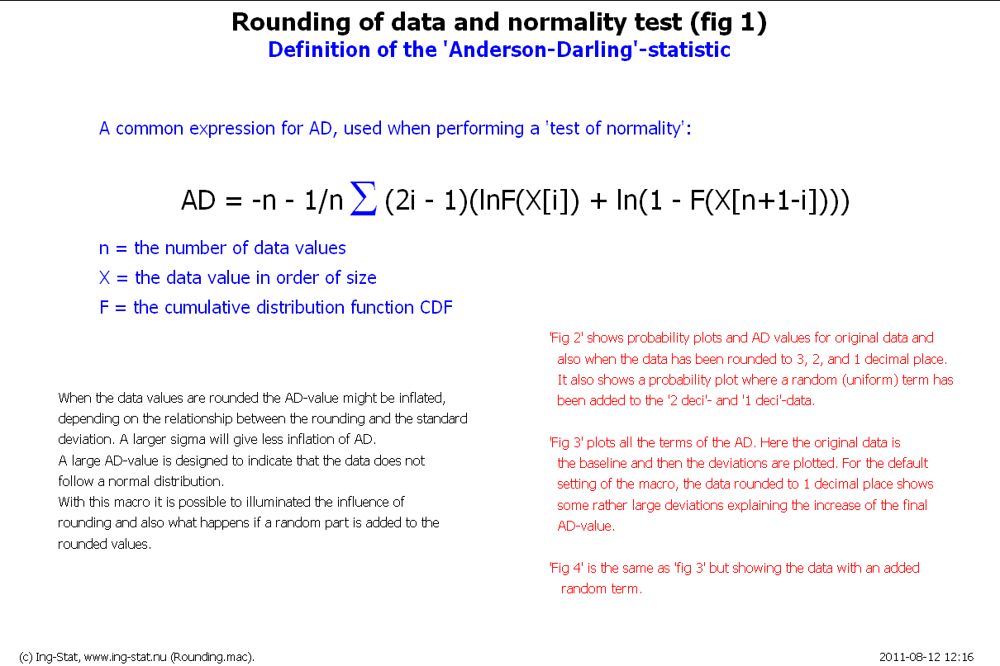 Rounding of data and normality test (fig 1)
Definition of the 'Anderson-Darling'-statistic
A common expression for AD, used when performing a 'test of normality':
AD = -n - 1/n ∑ (2i - 1)(lnF(X[i]) + ln(1 - F(X[n+1-i])))
n = the number of data values
X = the data value in order of size
F = the cumulative distribution function CDF
When the data values are rounded the AD-value might be inflated,
depending on the relationship between the rounding and the standard
deviation. A larger sigma will give less inflation of AD.
A large AD-value is designed to indicate that the data does not
follow a normal distribution.
With this macro it is possible to illuminated the influence of
rounding and also what happens if a random part is added to the
rounded values.
'Fig 2' shows probability plots and AD values for original data and
also when the data has been rounded to 3, 2, and 1 decimal place.
It also shows a probability plot where a random (uniform) term has
been added to the '2 deci'- and '1 deci'-data.
'Fig 3' plots all the terms of the AD. Here the original data is
the baseline and then the deviations are plotted. For the default
setting of the macro, the data rounded to 1 decimal place shows
some rather large deviations explaining the increase of the final
AD-value.
'Fig 4' is the same as 'fig 3' but showing the data with an added
random term.
(c) Ing-Stat, www.ing-stat.nu (Rounding.mac).
2011-08-12 12:16